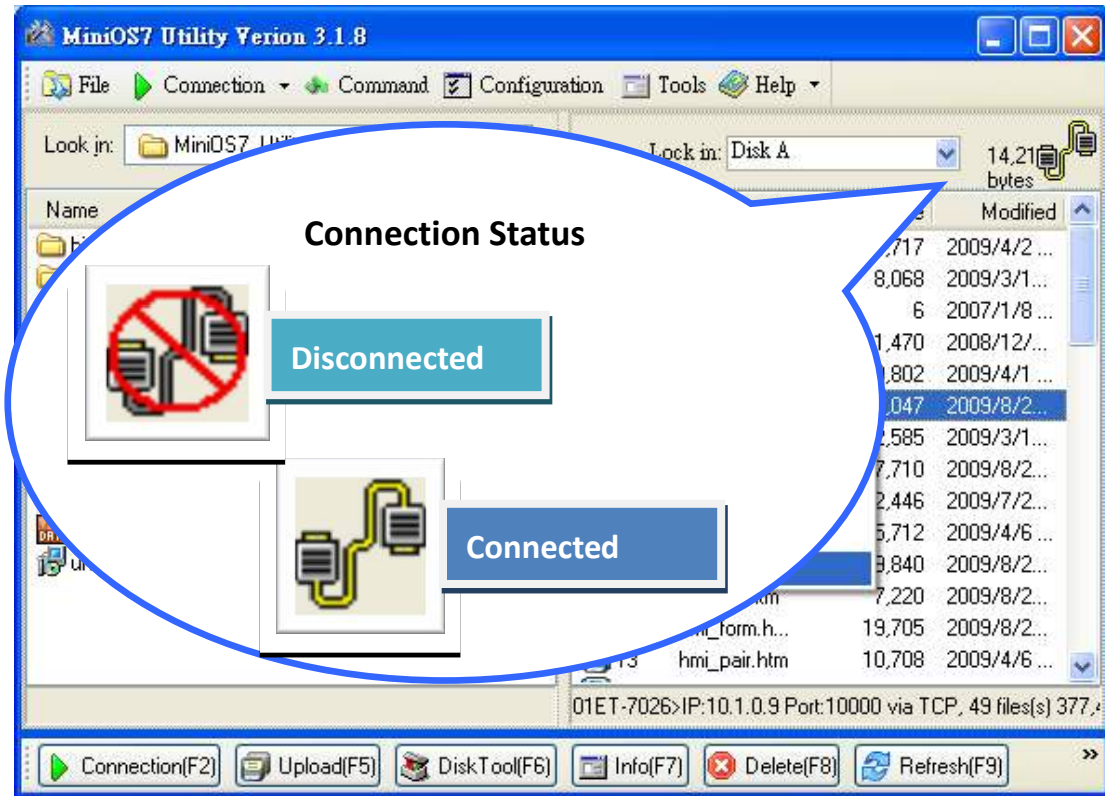 MiniOS7 Utility Verion 3.1.8
File Connection Command Configuration Tools Help
Look in: MiniOS7
Lock in: Disk A
14,21
bytes
Name
Modified
Connection Status
Disconnected
Connected
,717 2009/4/2 ...
8,068 2009/3/1...
6 2007/1/8 ...
1,470 2008/12/...
,802 2009/4/1 ...
,047 2009/8/2...
,585 2009/3/1...
7,710 2009/8/2...
2,446 2009/7/2...
5,712 2009/4/6 ...
9,840 2009/8/2...
7,220 2009/8/2...
hmi_form.h... 19,705 2009/8/2...
13 hmi_pair.htm 10,708 2009/4/6 ...
01ET-7026>IP:10.1.0.9 Port:10000 via TCP, 49 files(s) 377,
Connection(F2) Upload(F5) DiskTool(F6) Info(F7) Delete(F8) Refresh(F9) »